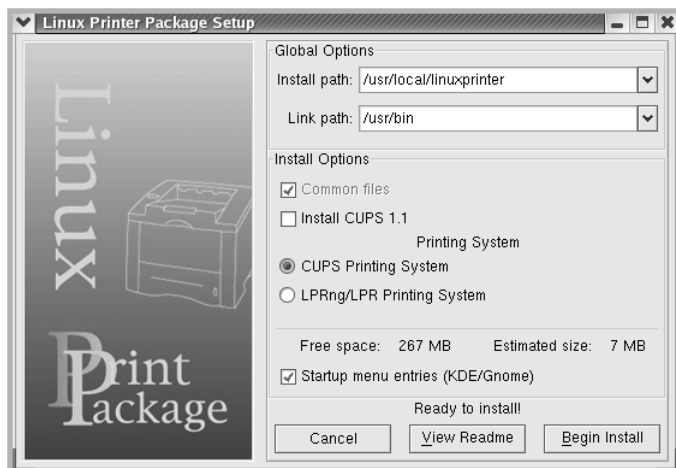 Linux Printer Package Setup
Linux
Print
Package
Global Options
Install path: /usr/local/linuxprinter
Link path: /usr/bin
Install Options
Common files
Install CUPS 1.1
Printing System
CUPS Printing System
LPRng/LPR Printing System
Free space: 267 MB Estimated size: 7 MB
Startup menu entries (KDE/Gnome)
Ready to install!
Cancel View Readme Begin Install